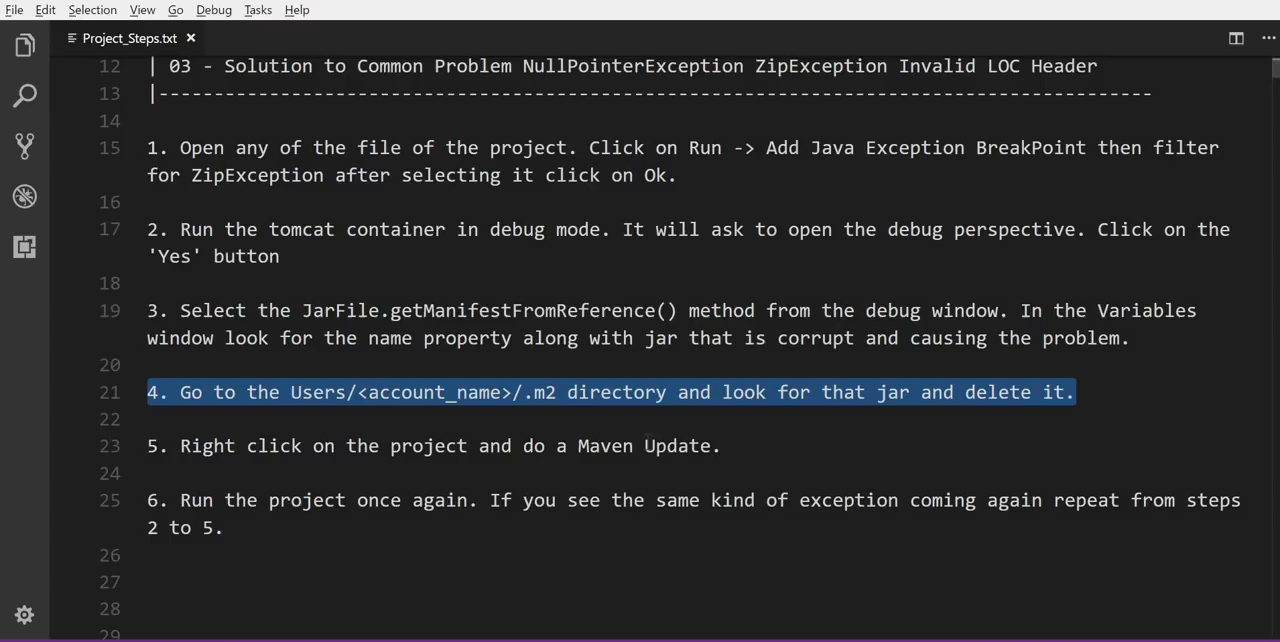 File Edit Selection View Go Debug Tasks Help
Project_Steps.txt ×
12 | 03 - Solution to Common Problem NullPointerException ZipException Invalid LOC Header
13 |------------------------------------------------------------------------------------------
14
15 1. Open any of the file of the project. Click on Run -> Add Java Exception BreakPoint then filter
for ZipException after selecting it click on Ok.
16
17 2. Run the tomcat container in debug mode. It will ask to open the debug perspective. Click on the
'Yes' button
18
19 3. Select the JarFile.getManifestFromReference() method from the debug window. In the Variables
window look for the name property along with jar that is corrupt and causing the problem.
20
21 4. Go to the Users/<account_name>/.m2 directory and look for that jar and delete it.
22
23 5. Right click on the project and do a Maven Update.
24
25 6. Run the project once again. If you see the same kind of exception coming again repeat from steps
2 to 5.
26
27
28
29